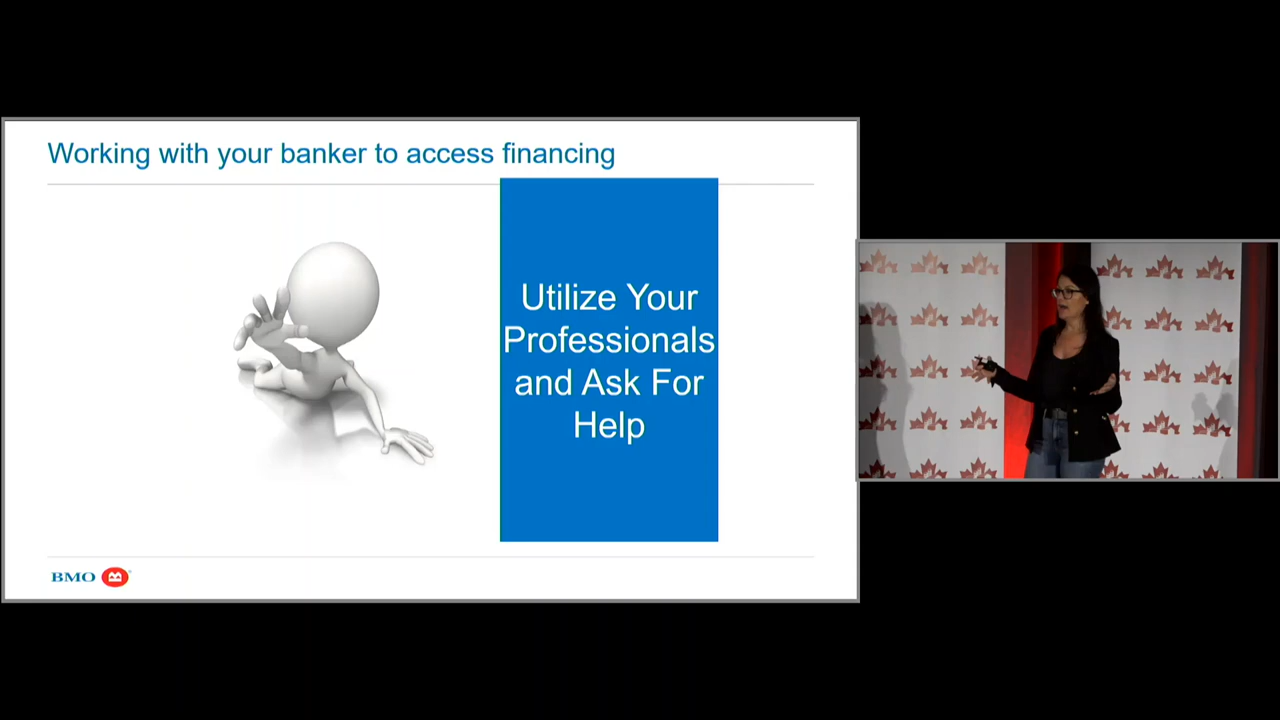 Working with your banker to access financing
Utilize Your
Professionals
and Ask For
Help
BMO